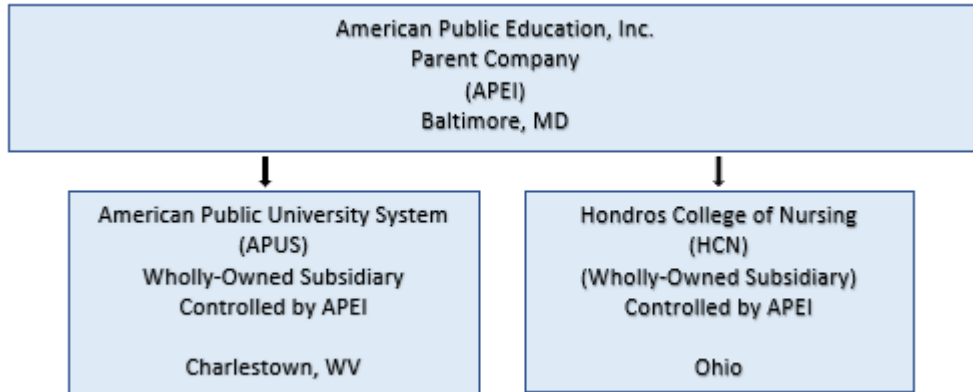 American Public Education, Inc.
Parent Company
(APEI)
Baltimore, MD
American Public University System
(APUS)
Wholly-Owned Subsidiary
Controlled by APEI
Charlestown, WV
Hondros College of Nursing
(HCN)
(Wholly-Owned Subsidiary)
Controlled by APEI
Ohio